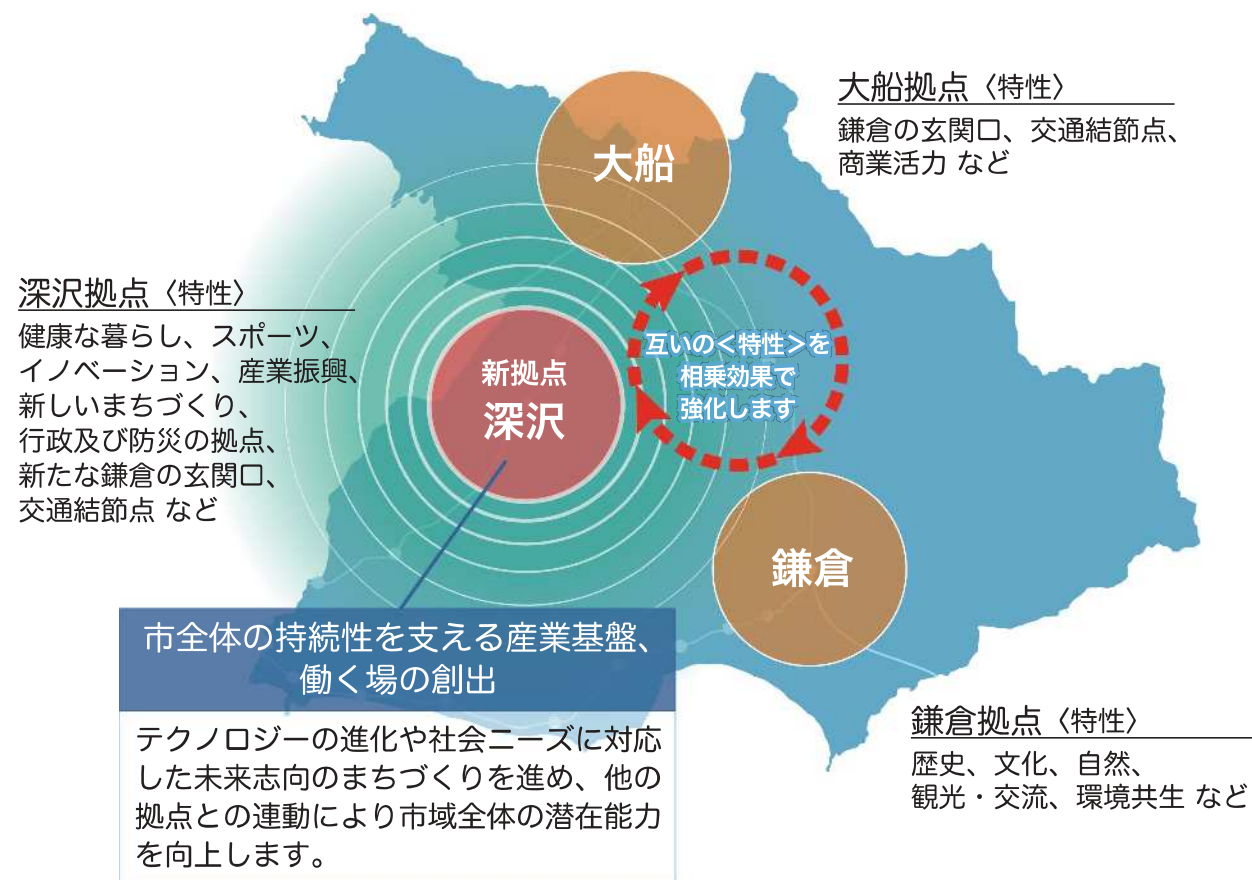 大船拠点〈特性〉
鎌倉の玄関口、交通結節点、
商業活力 など
大船
深沢拠点〈特性〉
健康な暮らし、スポーツ、
イノベーション、産業振興、
新しいまちづくり、
行政及び防災の拠点、
新たな鎌倉の玄関口、
交通結節点 など
新拠点
深沢
互いの<特性>を
相乗効果で
強化します
鎌倉
市全体の持続性を支える産業基盤、
働く場の創出
テクノロジーの進化や社会ニーズに対応
した未来志向のまちづくりを進め、他の
拠点との連動により市域全体の潜在能力
を向上します。
鎌倉拠点〈特性〉
歴史、文化、自然、
観光・交流、環境共生 など